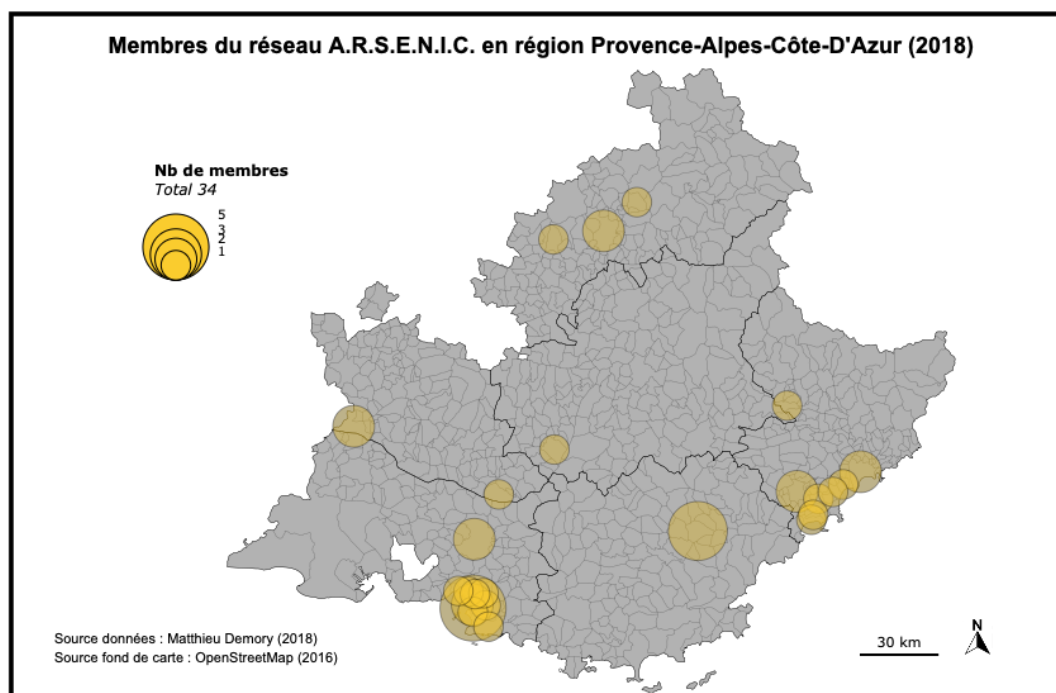 Membres du réseau A.R.S.E.N.I.C. en région Provence-Alpes-Côte-D'Azur (2018)
Nb de membres
Total 34
5
3
2
1
Source données : Matthieu Demory (2018)
Source fond de carte : OpenStreetMap (2016)
30 km
N